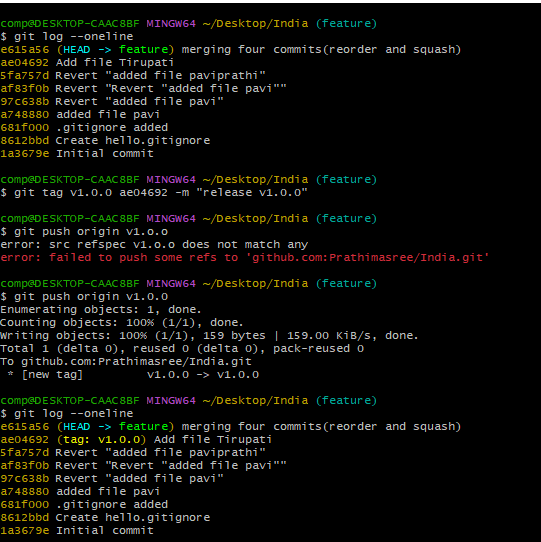 comp@DESKTOP-CAAC8BF MINGW64 ~/Desktop/India (feature)
$ git log --oneline
e615a56 (HEAD -> feature) merging four commits(reorder and squash)
ae04692 Add file Tirupati
5fa757d Revert "added file paviprathi"
af83f0b Revert "Revert "added file pavi""
97c638b Revert "added file pavi"
a748880 added file pavi
681f000 .gitignore added
8612bbd Create hello.gitignore
1a3679e Initial commit
comp@DESKTOP-CAAC8BF MINGW64 ~/Desktop/India (feature)
$ git tag v1.0.0 ae04692 -m "release v1.0.0"
comp@DESKTOP-CAAC8BF MINGW64 ~/Desktop/India (feature)
$ git push origin v1.o.o
error: src refspec v1.o.o does not match any
error: failed to push some refs to 'github.com:Prathimasree/India.git'
comp@DESKTOP-CAAC8BF MINGW64 ~/Desktop/India (feature)
$ git push origin v1.0.0
Enumerating objects: 1, done.
Counting objects: 100% (1/1), done.
Writing objects: 100% (1/1), 159 bytes | 159.00 KiB/s, done.
Total 1 (delta 0), reused 0 (delta 0), pack-reused 0
To github.com:Prathimasree/India.git
 * [new tag]         v1.0.0 -> v1.0.0
comp@DESKTOP-CAAC8BF MINGW64 ~/Desktop/India (feature)
$ git log --oneline
e615a56 (HEAD -> feature) merging four commits(reorder and squash)
ae04692 (tag: v1.0.0) Add file Tirupati
5fa757d Revert "added file paviprathi"
af83f0b Revert "Revert "added file pavi""
97c638b Revert "added file pavi"
a748880 added file pavi
681f000 .gitignore added
8612bbd Create hello.gitignore
1a3679e Initial commit